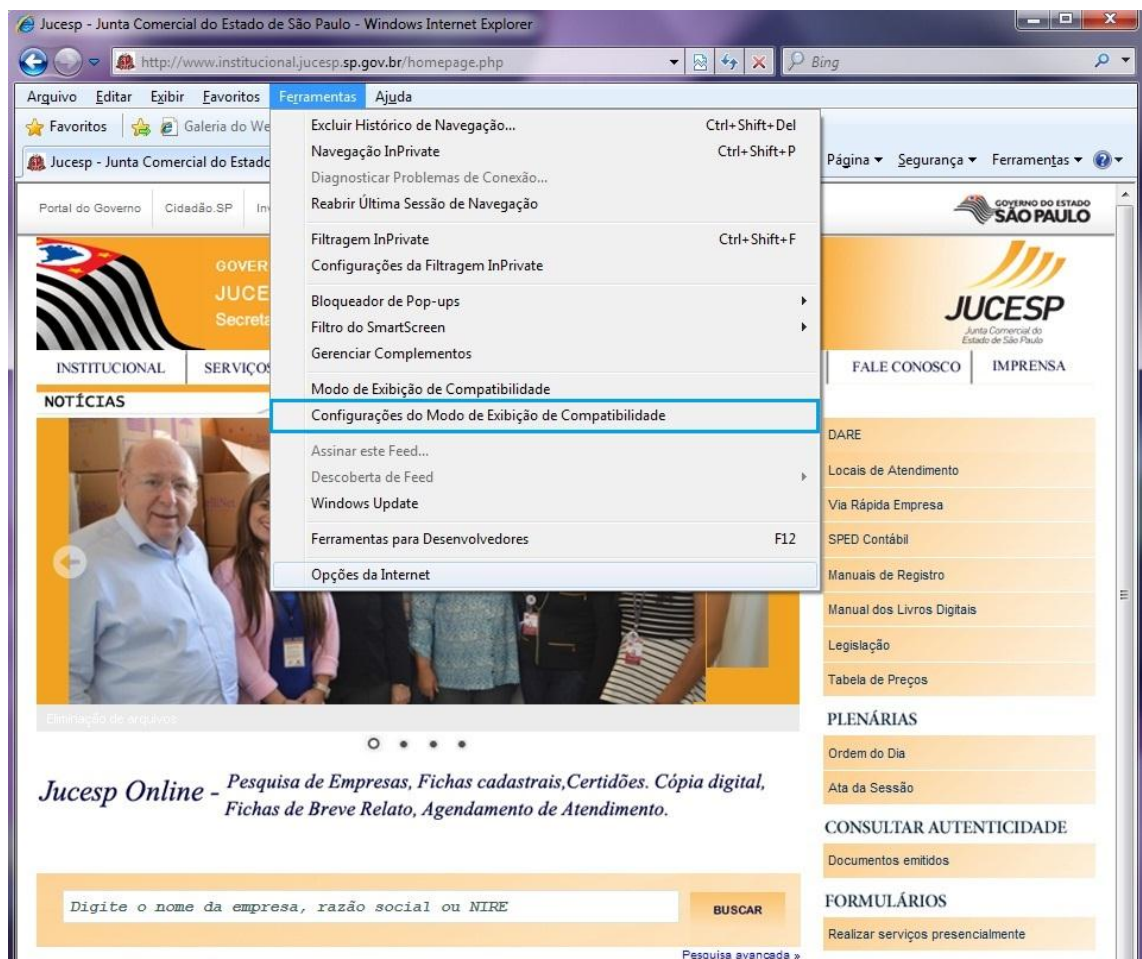 Jucesp - Junta Comercial do Estado de São Paulo - Windows Internet Explorer
http://www.institucional.jucesp.sp.gov.br/homepage.php
Bing
Arquivo Editar Exibir Favoritos Ferramentas Ajuda
Favoritos Galeria do We
Jucesp - Junta Comercial do Estado
Página Segurança Ferramentas
Excluir Histórico de Navegação... Ctrl+Shift+Del
Navegação InPrivate Ctrl+Shift+P
Diagnosticar Problemas de Conexão...
Reabrir Última Sessão de Navegação
Filtragem InPrivate Ctrl+Shift+F
Configurações da Filtragem InPrivate
Bloqueador de Pop-ups
Filtro do SmartScreen
Gerenciar Complementos
Modo de Exibição de Compatibilidade
Configurações do Modo de Exibição de Compatibilidade
Assinar este Feed...
Descoberta de Feed
Windows Update
Ferramentas para Desenvolvedores F12
Opções da Internet
Portal do Governo Cidadão.SP
GOVERNO DO ESTADO
SÃO PAULO
GOVER
JUCE
Secreta
JUCESP
Junta Comercial do
Estado de São Paulo
INSTITUCIONAL SERVIÇOS FALE CONOSCO IMPRENSA
NOTÍCIAS
Eliminação de arquivos
Jucesp Online - Pesquisa de Empresas, Fichas cadastrais,Certidões. Cópia digital,
Fichas de Breve Relato, Agendamento de Atendimento.
Digite o nome da empresa, razão social ou NIRE BUSCAR
Pesquisa avançada »
DARE
Locais de Atendimento
Via Rápida Empresa
SPED Contábil
Manuais de Registro
Manual dos Livros Digitais
Legislação
Tabela de Preços
PLENÁRIAS
Ordem do Dia
Ata da Sessão
CONSULTAR AUTENTICIDADE
Documentos emitidos
FORMULÁRIOS
Realizar serviços presencialmente